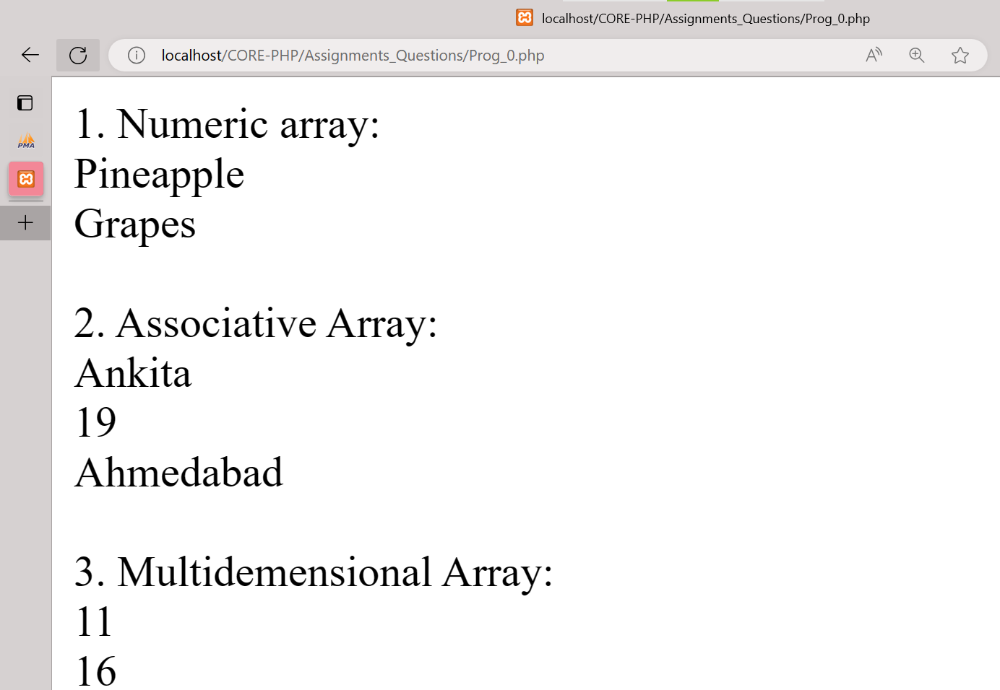 localhost/CORE-PHP/Assignments_Questions/Prog_0.php
localhost/CORE-PHP/Assignments_Questions/Prog_0.php
PMA
1. Numeric array:
Pineapple
Grapes
2. Associative Array:
Ankita
19
Ahmedabad
3. Multidemensional Array:
11
16